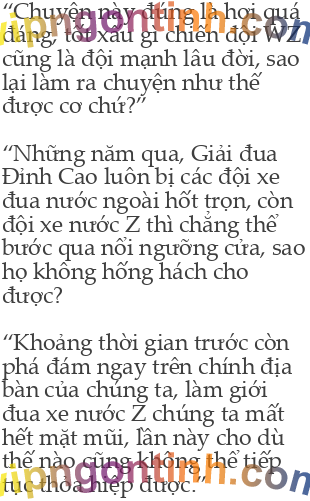 “Chuyện này đúng là hơi quá
đáng, tốt xấu gì chiến đội WZ
cũng là đội mạnh lâu đời, sao
lại làm ra chuyện như thế
được cơ chứ?”
“Những năm qua, Giải đua
Đỉnh Cao luôn bị các đội xe
đua nước ngoài hốt trọn, còn
đội xe nước Z thì chẳng thể
bước qua nổi ngưỡng cửa, sao
họ không hống hách cho
được?
“Khoảng thời gian trước còn
phá đám ngay trên chính địa
bàn của chúng ta, làm giới
đua xe nước Z chúng ta mất
hết mặt mũi, lần này cho dù
thế nào cũng không thể tiếp
tục thỏa hiệp được.”